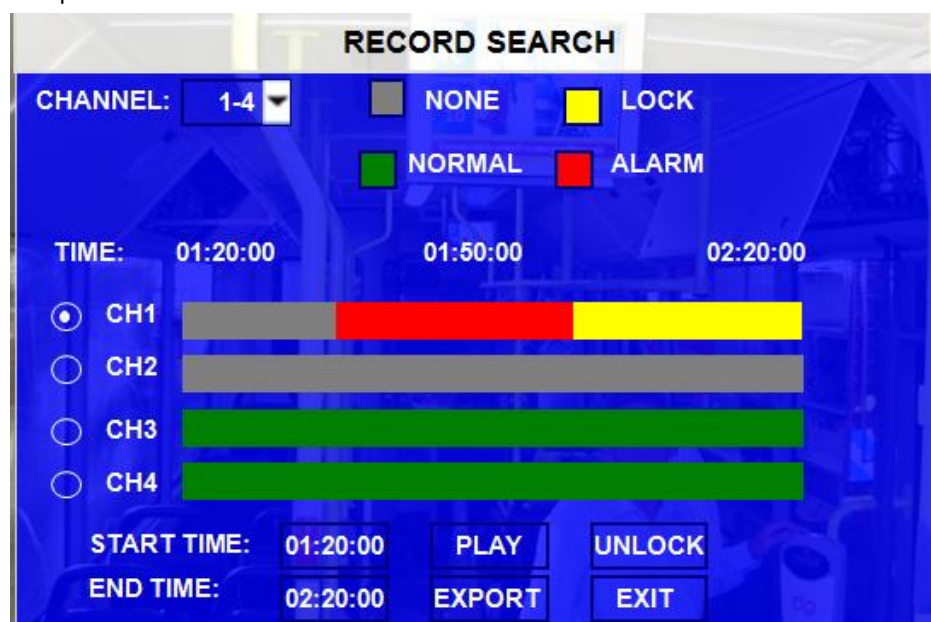 RECORD SEARCH
CHANNEL: 1-4 NONE LOCK
NORMAL ALARM
TIME: 01:20:00 01:50:00 02:20:00
CH1
CH2
CH3
CH4
START TIME: 01:20:00 PLAY UNLOCK
END TIME: 02:20:00 EXPORT EXIT